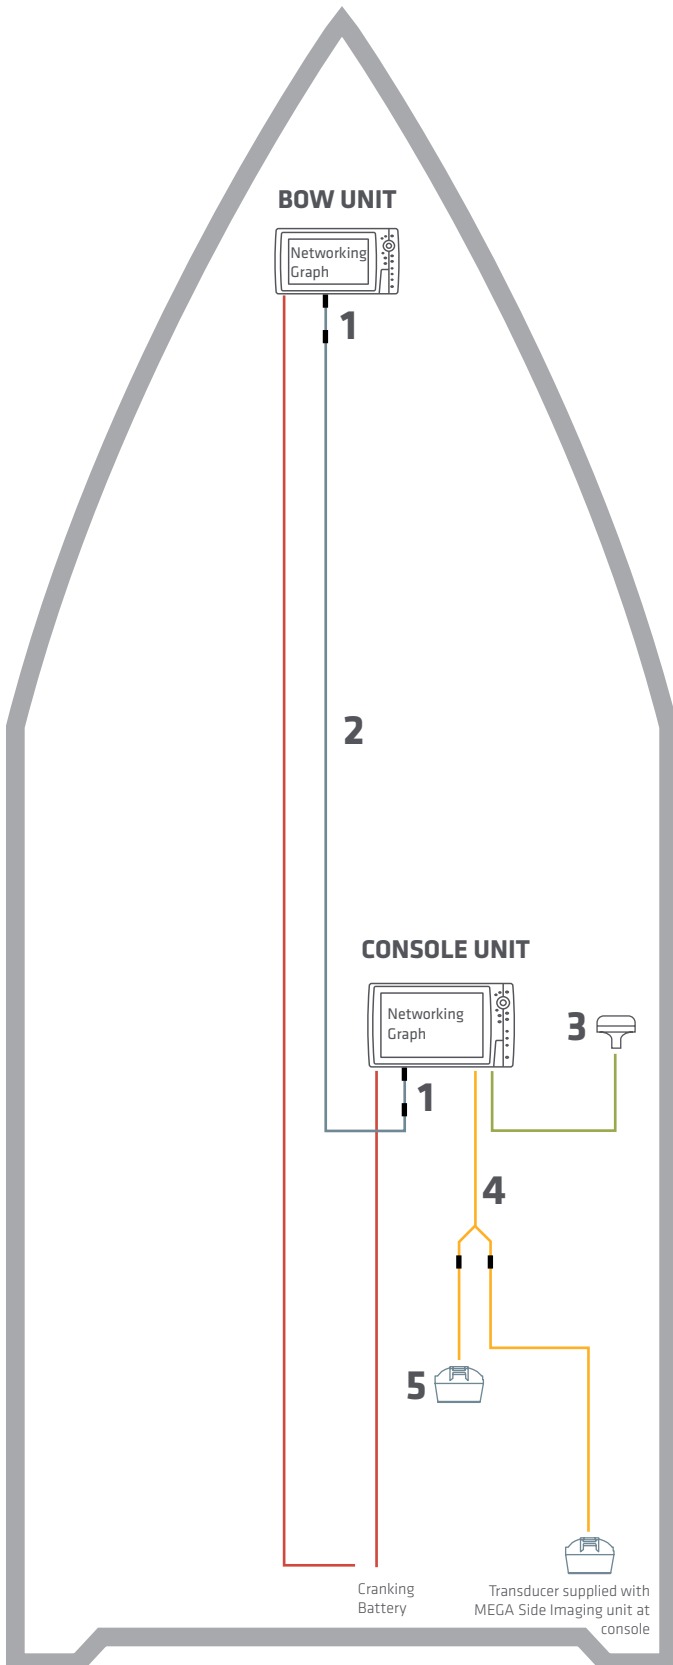 BOW UNIT
Networking
Graph
1
2
CONSOLE UNIT
Networking
Graph
3
1
4
5
Cranking
Battery
Transducer supplied with
MEGA Side Imaging unit at
console